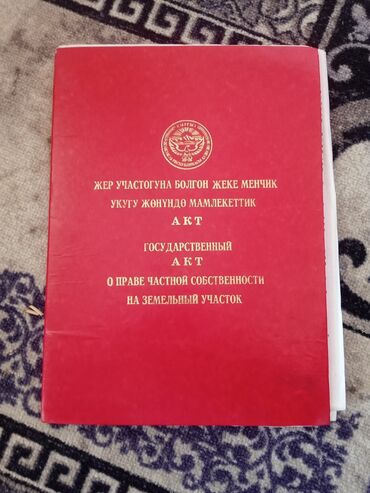 ЖЕР УЧАСТОГУНА БОЛГОН ЖЕКЕ МЕНЧИК
УКУГУ ЖӨНҮНДӨ МАМЛЕКЕТТИК
АКТ
ГОСУДАРСТВЕННЫЙ
АКТ
О ПРАВЕ ЧАСТНОЙ СОБСТВЕННОСТИ
НА ЗЕМЕЛЬНЫЙ УЧАСТОК